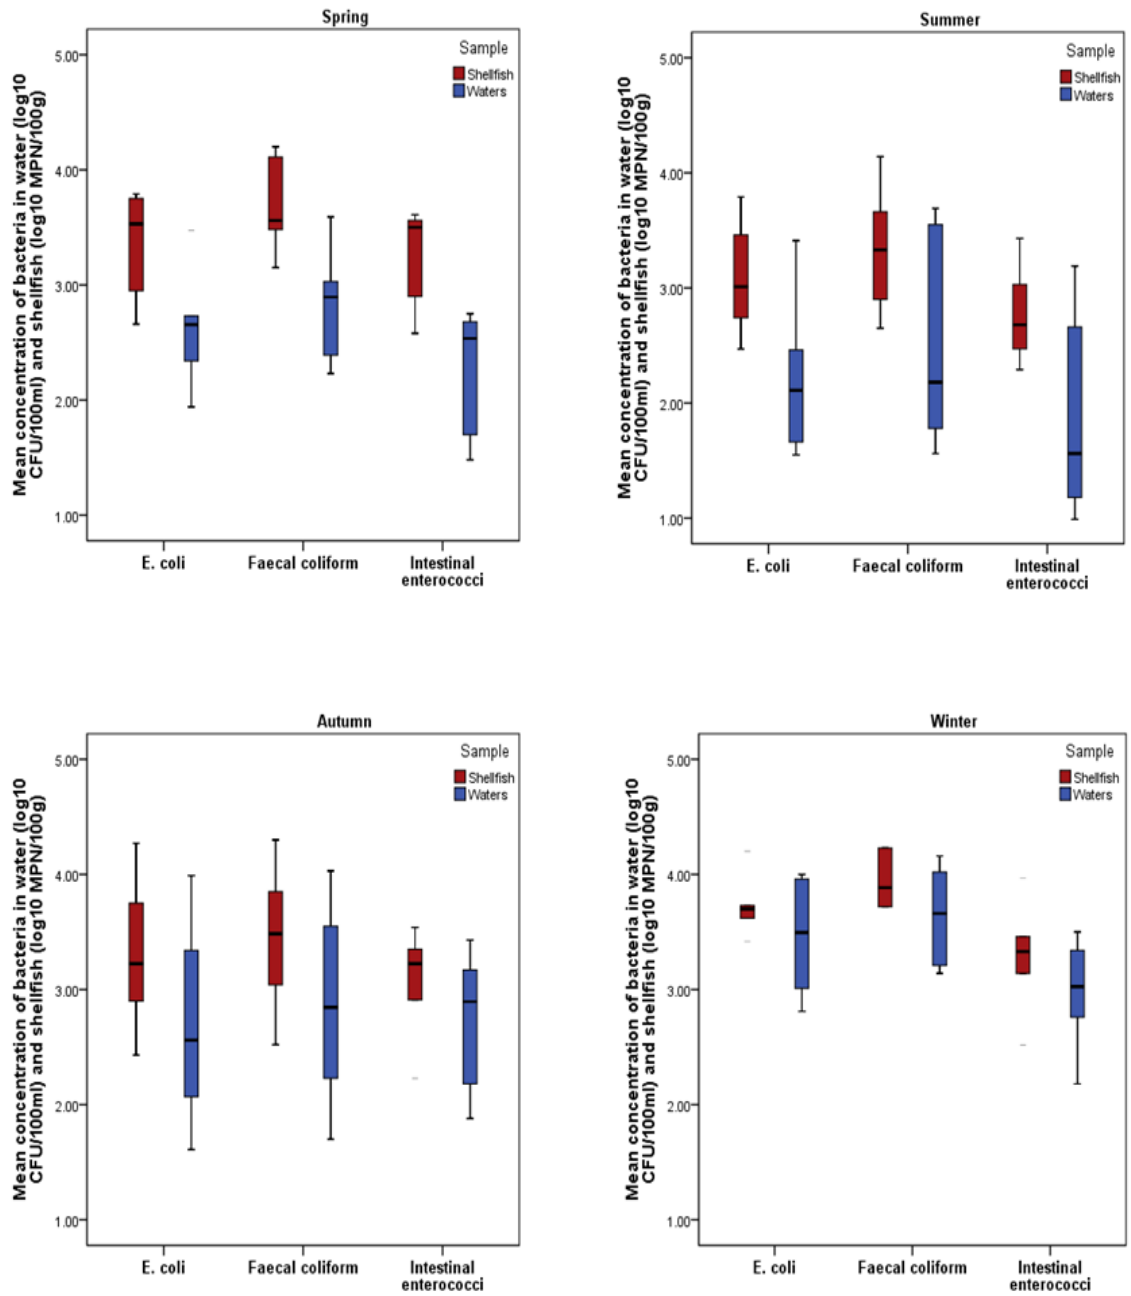 Spring
Mean concentration of bacteria in water (log10
CFU/100ml) and shellfish (log10 MPN/100g)
Sample
Shellfish
Waters
5.00
4.00
3.00
2.00
1.00
E. coli
Faecal coliform
Intestinal
enterococi
Summer
Mean concentration of bacteria in water (log10
CFU/100ml) and shellfish (log10 MPN/100g)
Sample
Shellfish
Waters
5.00
4.00
3.00
2.00
1.00
E. coli
Faecal coliform
Intestinal
enterococi
Autumn
Mean concentration of bacteria in water (log10
CFU/100ml) and shellfish (log10 MPN/100g)
Sample
Shellfish
Waters
5.00
4.00
3.00
2.00
1.00
E. coli
Faecal coliform
Intestinal
enterococci
Winter
Mean concentration of bacteria in water (log10
CFU/100ml) and shellfish (log10 MPN/100g)
Sample
Shellfish
Waters
5.00
4.00
3.00
2.00
1.00
E. coli
Faecal coliform
Intestinal
enterococci